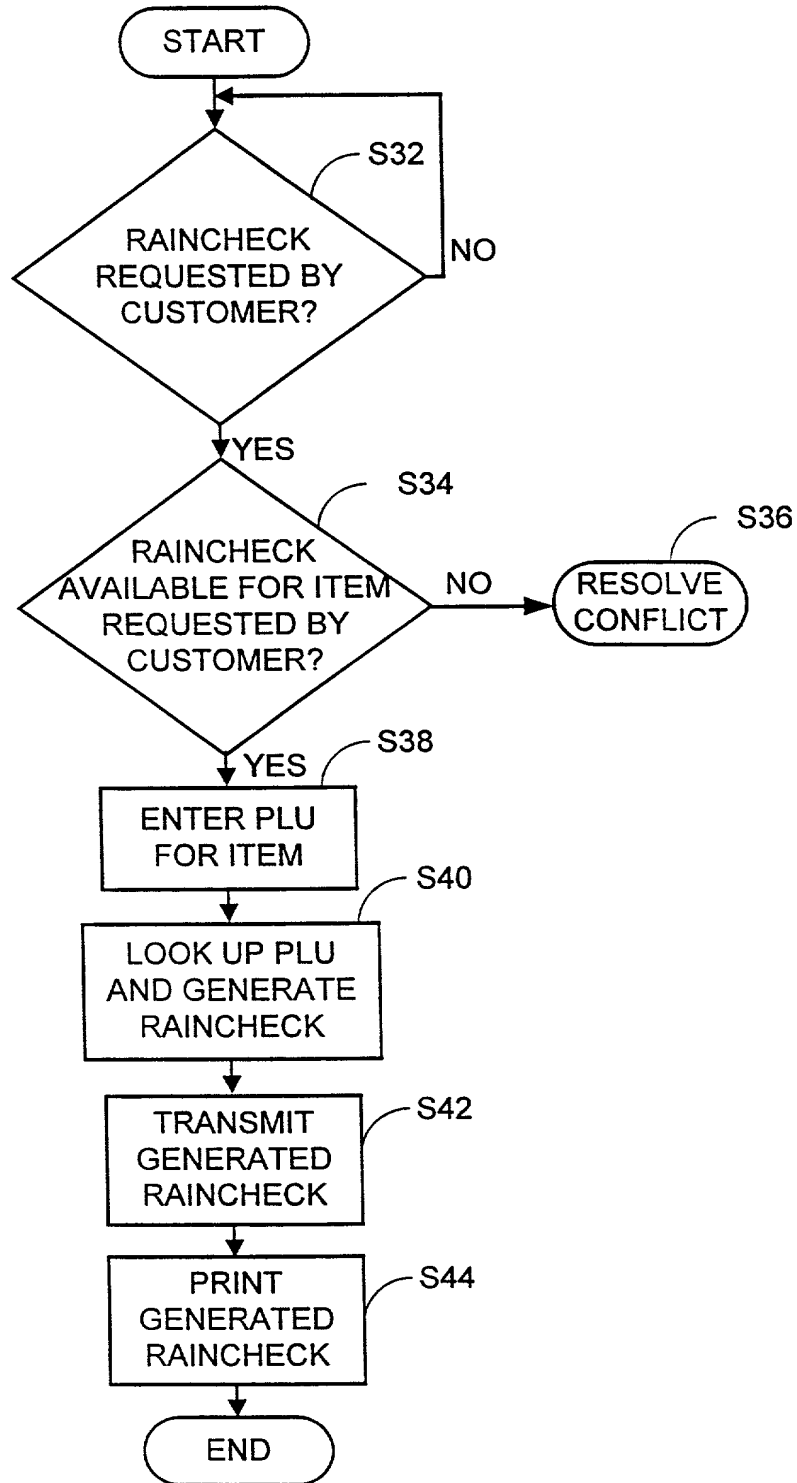 START
S32
RAINCHECK
REQUESTED BY
CUSTOMER?
NO
YES
S34
RAINCHECK
AVAILABLE FOR ITEM
REQUESTED BY
CUSTOMER?
NO
S36
RESOLVE
CONFLICT
YES
S38
ENTER PLU
FOR ITEM
S40
LOOK UP PLU
AND GENERATE
RAINCHECK
S42
TRANSMIT
GENERATED
RAINCHECK
S44
PRINT
GENERATED
RAINCHECK
END